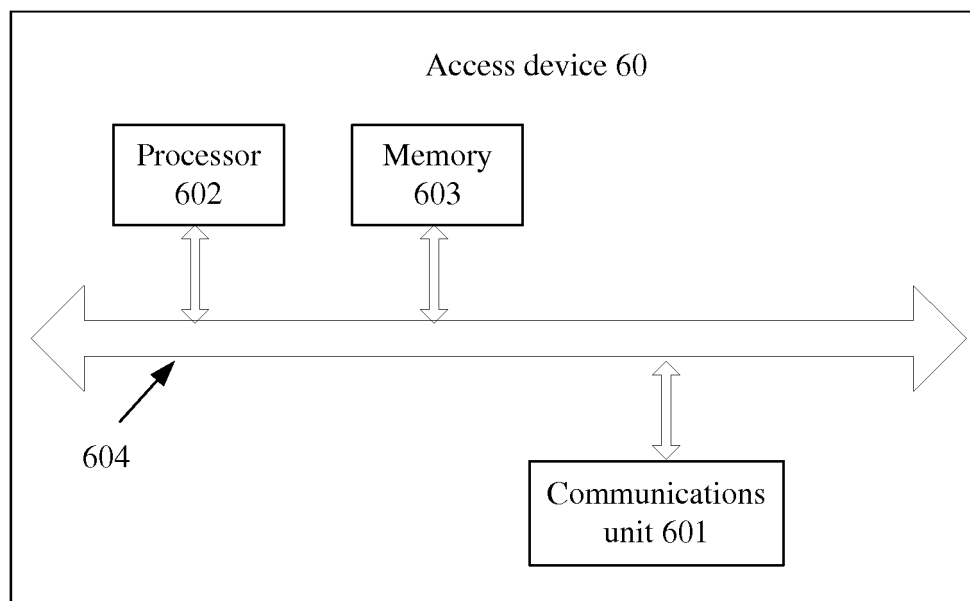 Access device 60
Processor
602
Memory
603
604
Communications
unit 601